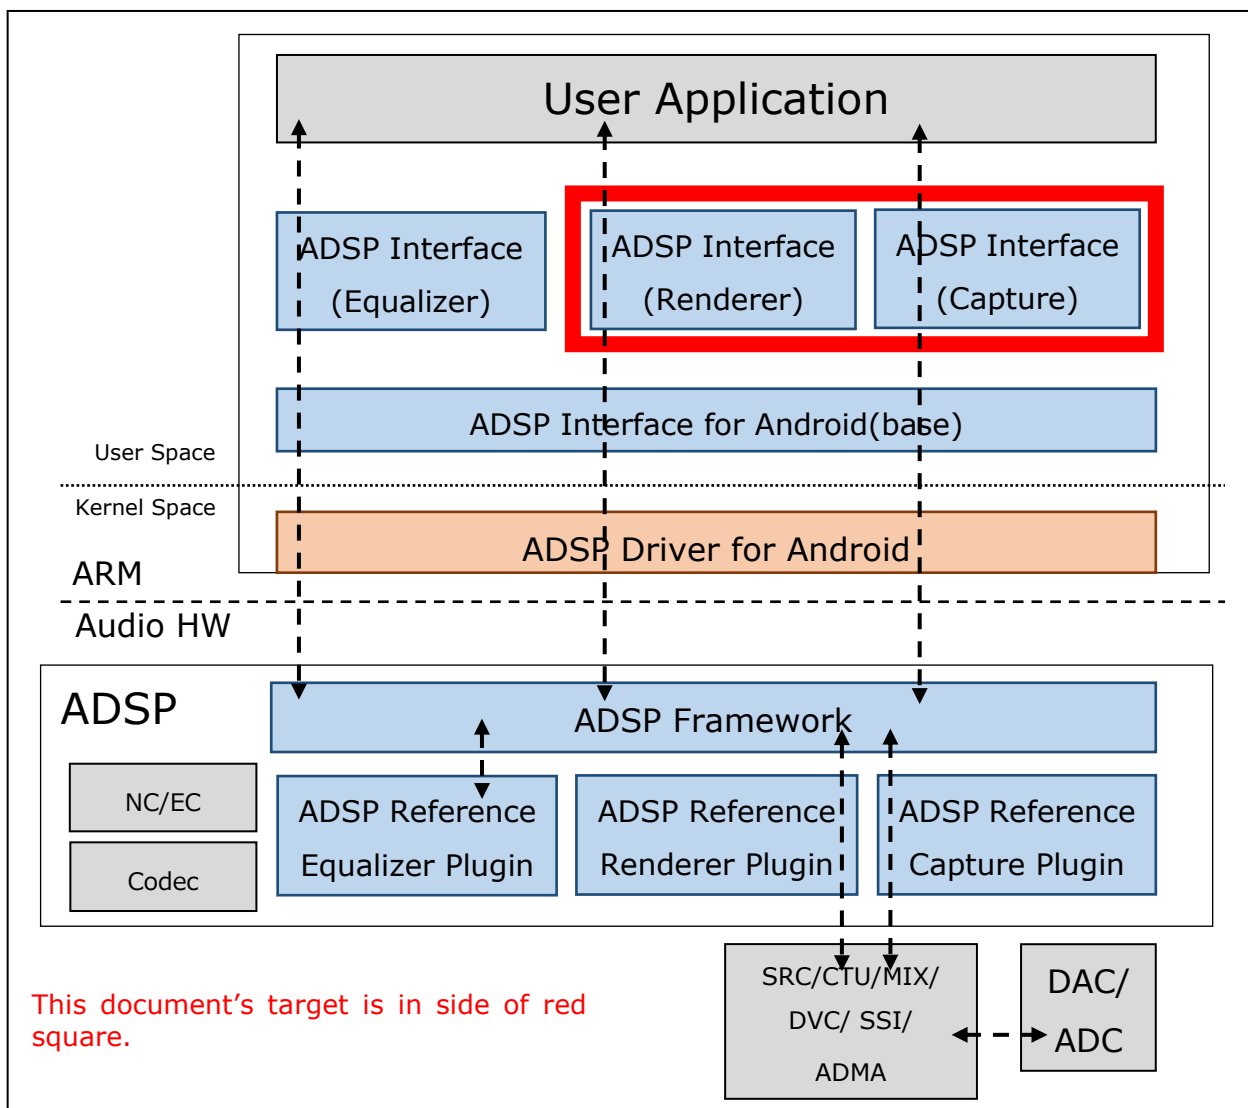 User Application
ADSP Interface
(Equalizer)
ADSP Interface
(Renderer)
ADSP Interface
(Capture)
ADSP Interface for Android(base)
User Space
Kernel Space
ADSP Driver for Android
ARM
Audio HW
ADSP
ADSP Framework
NC/EC
Codec
ADSP Reference
Equalizer Plugin
ADSP Reference
Renderer Plugin
ADSP Reference
Capture Plugin
SRC/CTU/MIX/
DVC/ SSI/
ADMA
DAC/
ADC
This document’s target is in side of red
square.